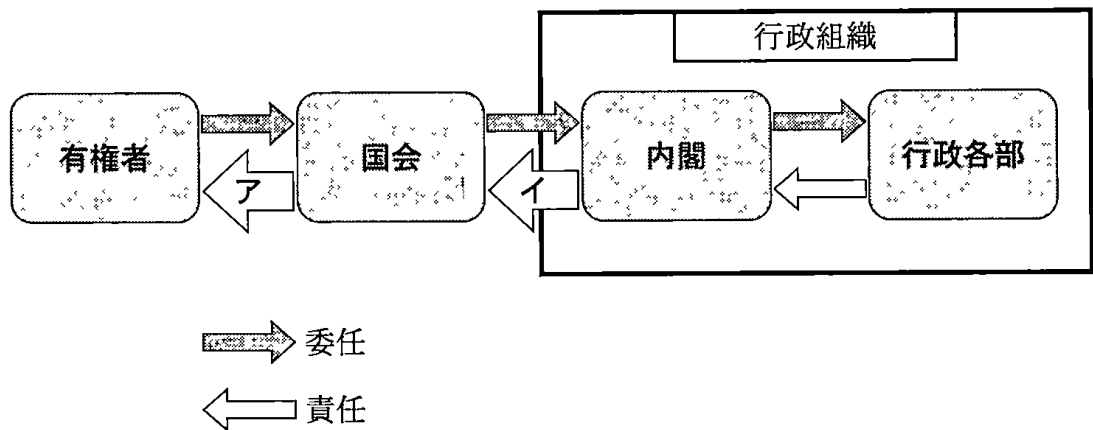 行政組織
有権者
国会
内閣
行政各部
ア
イ
委任
責任